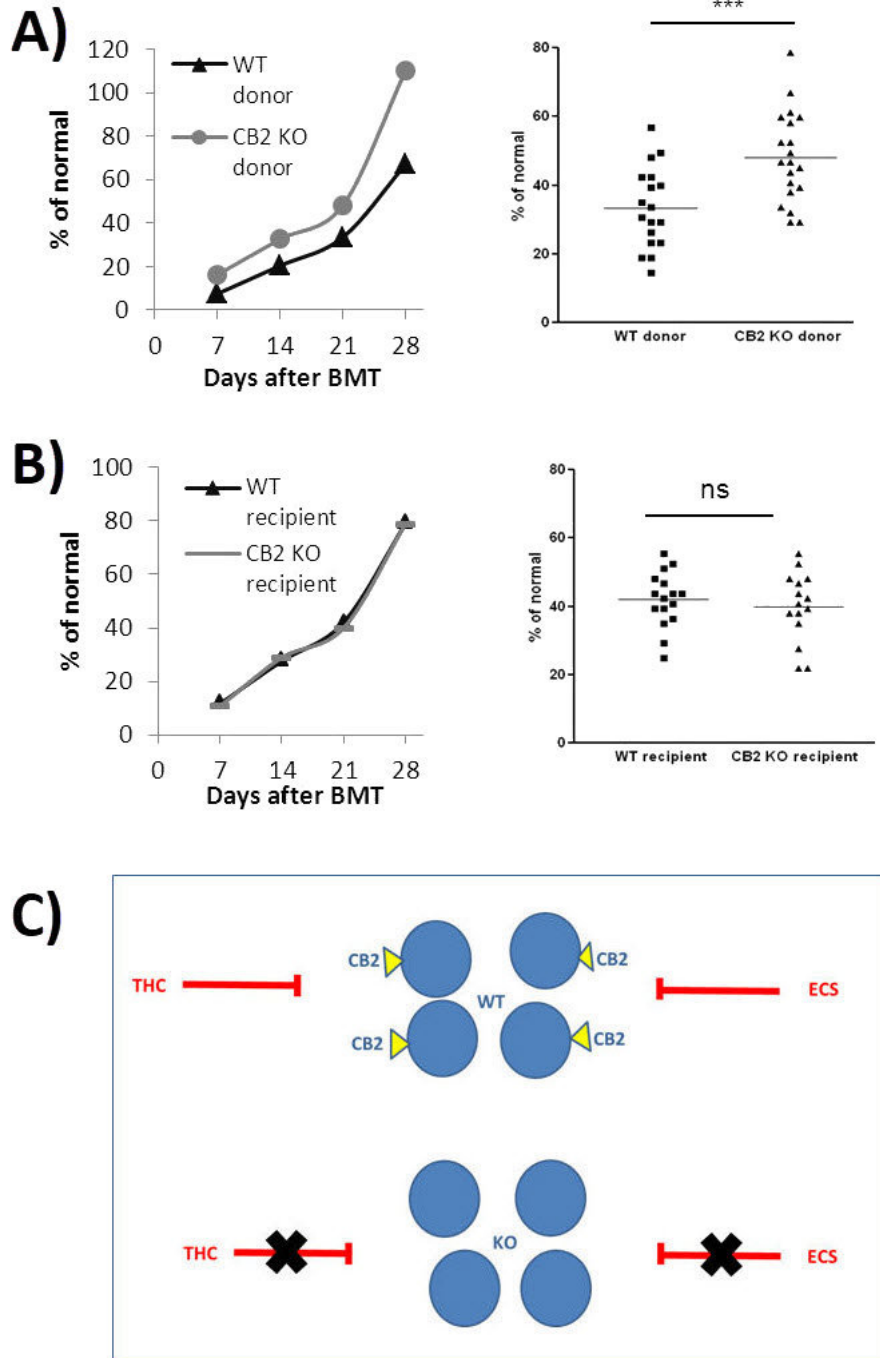 A)
% of normal
120
100
80
60
40
20
0
WT
donor
CB2 KO
donor
0 7 14 21 28
Days after BMT
***
% of normal
80
60
40
20
0
WT donor CB2 KO donor
B)
% of normal
100
80
60
40
20
0
WT
recipient
CB2 KO
recipient
0 7 14 21 28
Days after BMT
ns
% of normal
80
60
40
20
0
WT recipient CB2 KO recipient
C)
CB2 CB2
THC ECS
WT
CB2 CB2
THC KO ECS